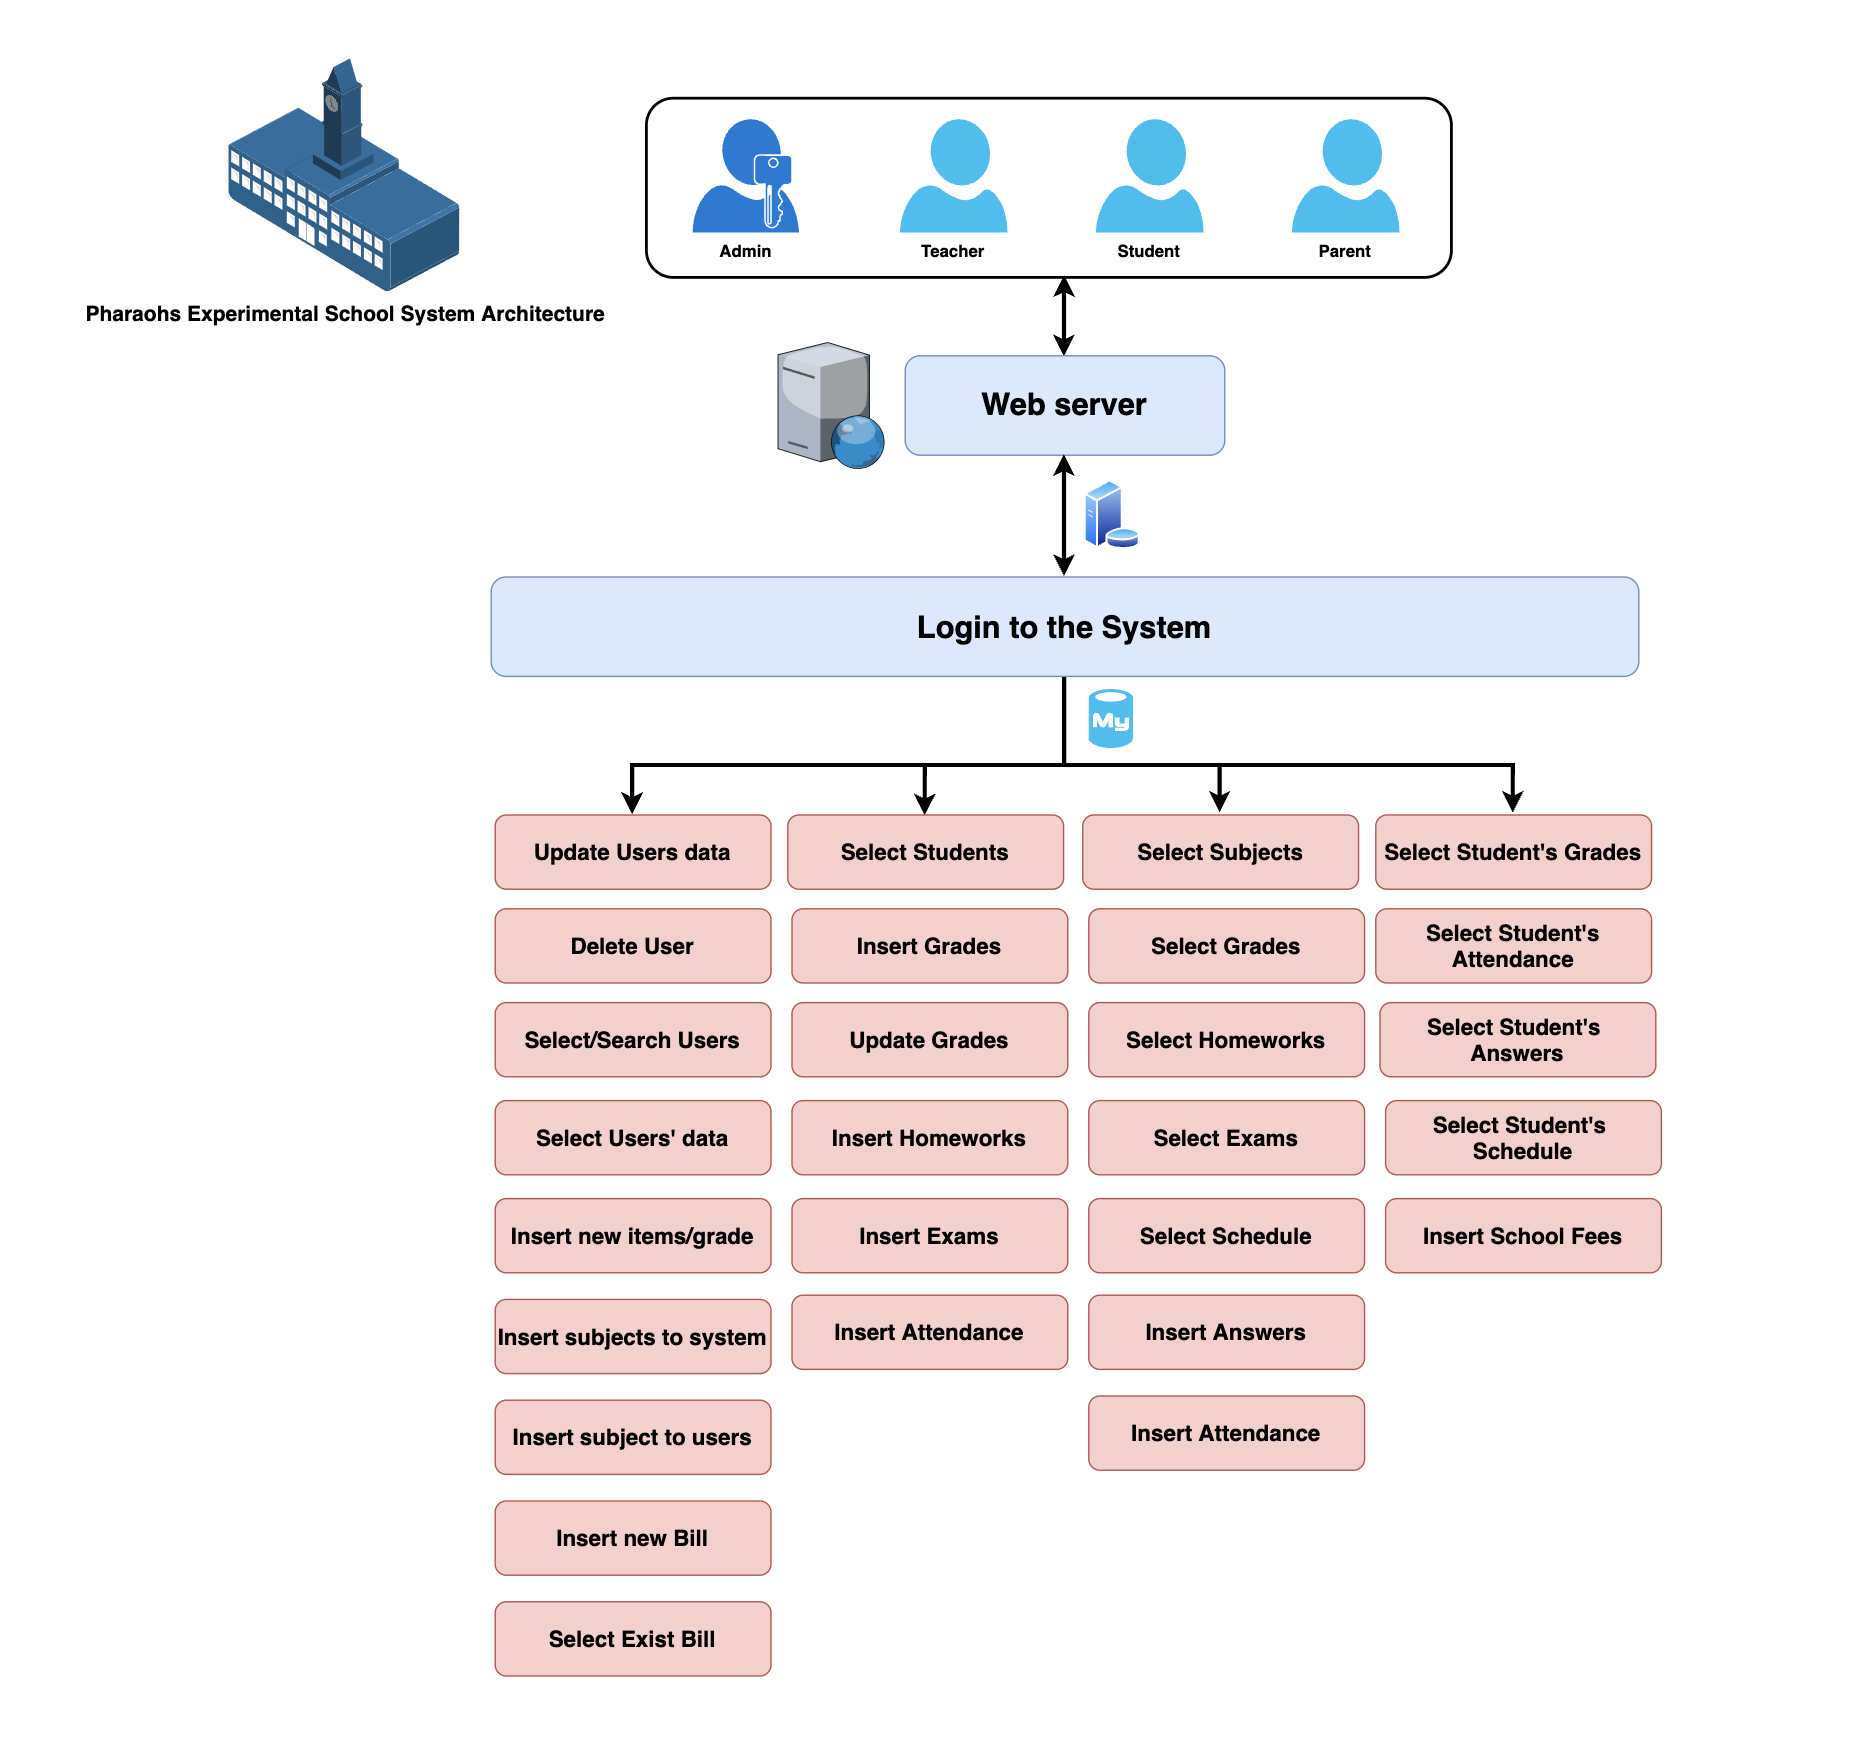 Admin
Teacher
Student
Parent
Pharaohs Experimental School System Architecture
Web server
Login to the System
My
Update Users data
Select Students
Select Subjects
Select Student's Grades
Delete User
Insert Grades
Select Grades
Select Student's
Attendance
Select/Search Users
Update Grades
Select Homeworks
Select Student's
Answers
Select Users' data
Insert Homeworks
Select Exams
Select Student's
Schedule
Insert new items/grade
Insert Exams
Select Schedule
Insert School Fees
Insert subjects to system
Insert Attendance
Insert Answers
Insert subject to users
Insert Attendance
Insert new Bill
Select Exist Bill